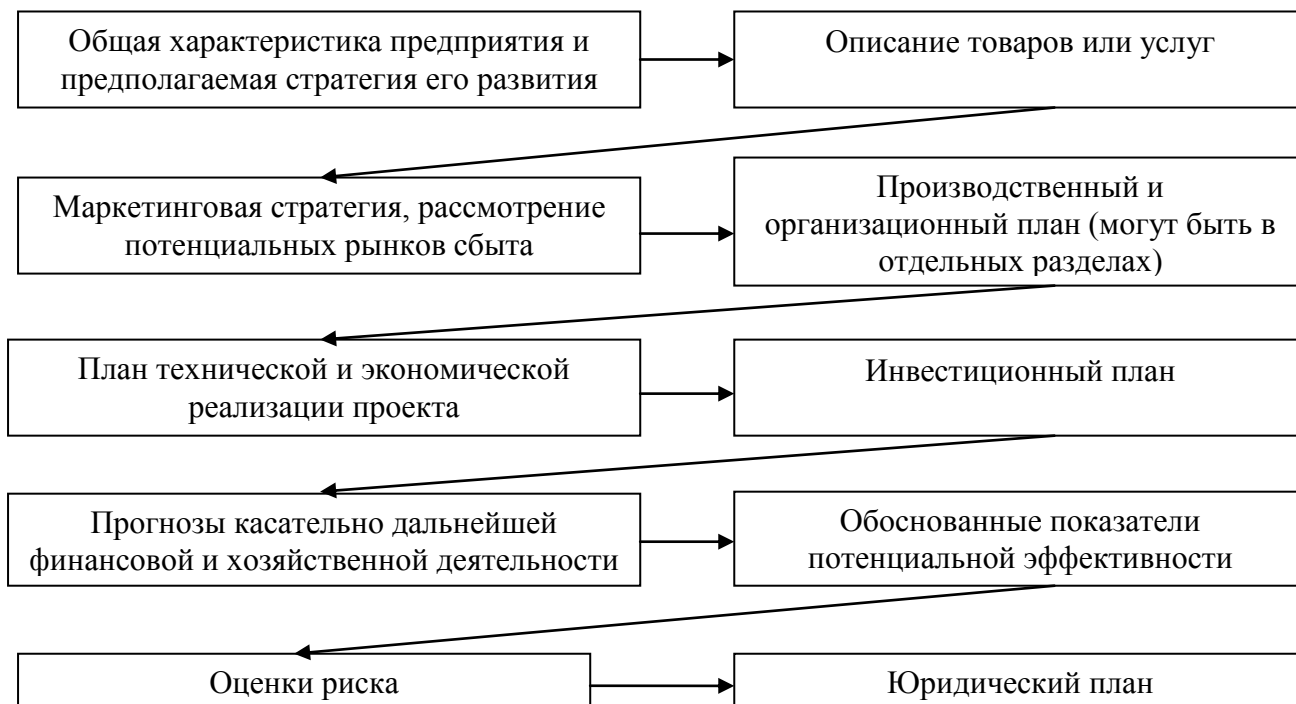 Общая характеристика предприятия и
предполагаемая стратегия его развития
Описание товаров или услуг
Маркетинговая стратегия, рассмотрение
потенциальных рынков сбыта
Производственный и
организационный план (могут быть в
отдельных разделах)
План технической и экономической
реализации проекта
Инвестиционный план
Прогнозы касательно дальнейшей
финансовой и хозяйственной деятельности
Обоснованные показатели
потенциальной эффективности
Оценки риска
Юридический план